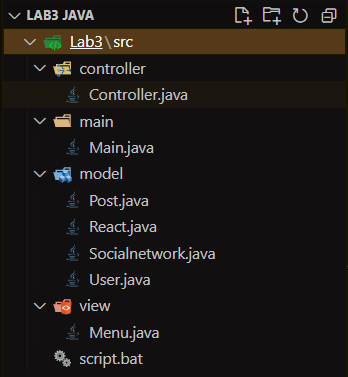 LAB3 JAVA
Lab3\src
controller
Controller.java
main
Main.java
model
Post.java
React.java
Socialnetwork.java
User.java
view
Menu.java
script.bat